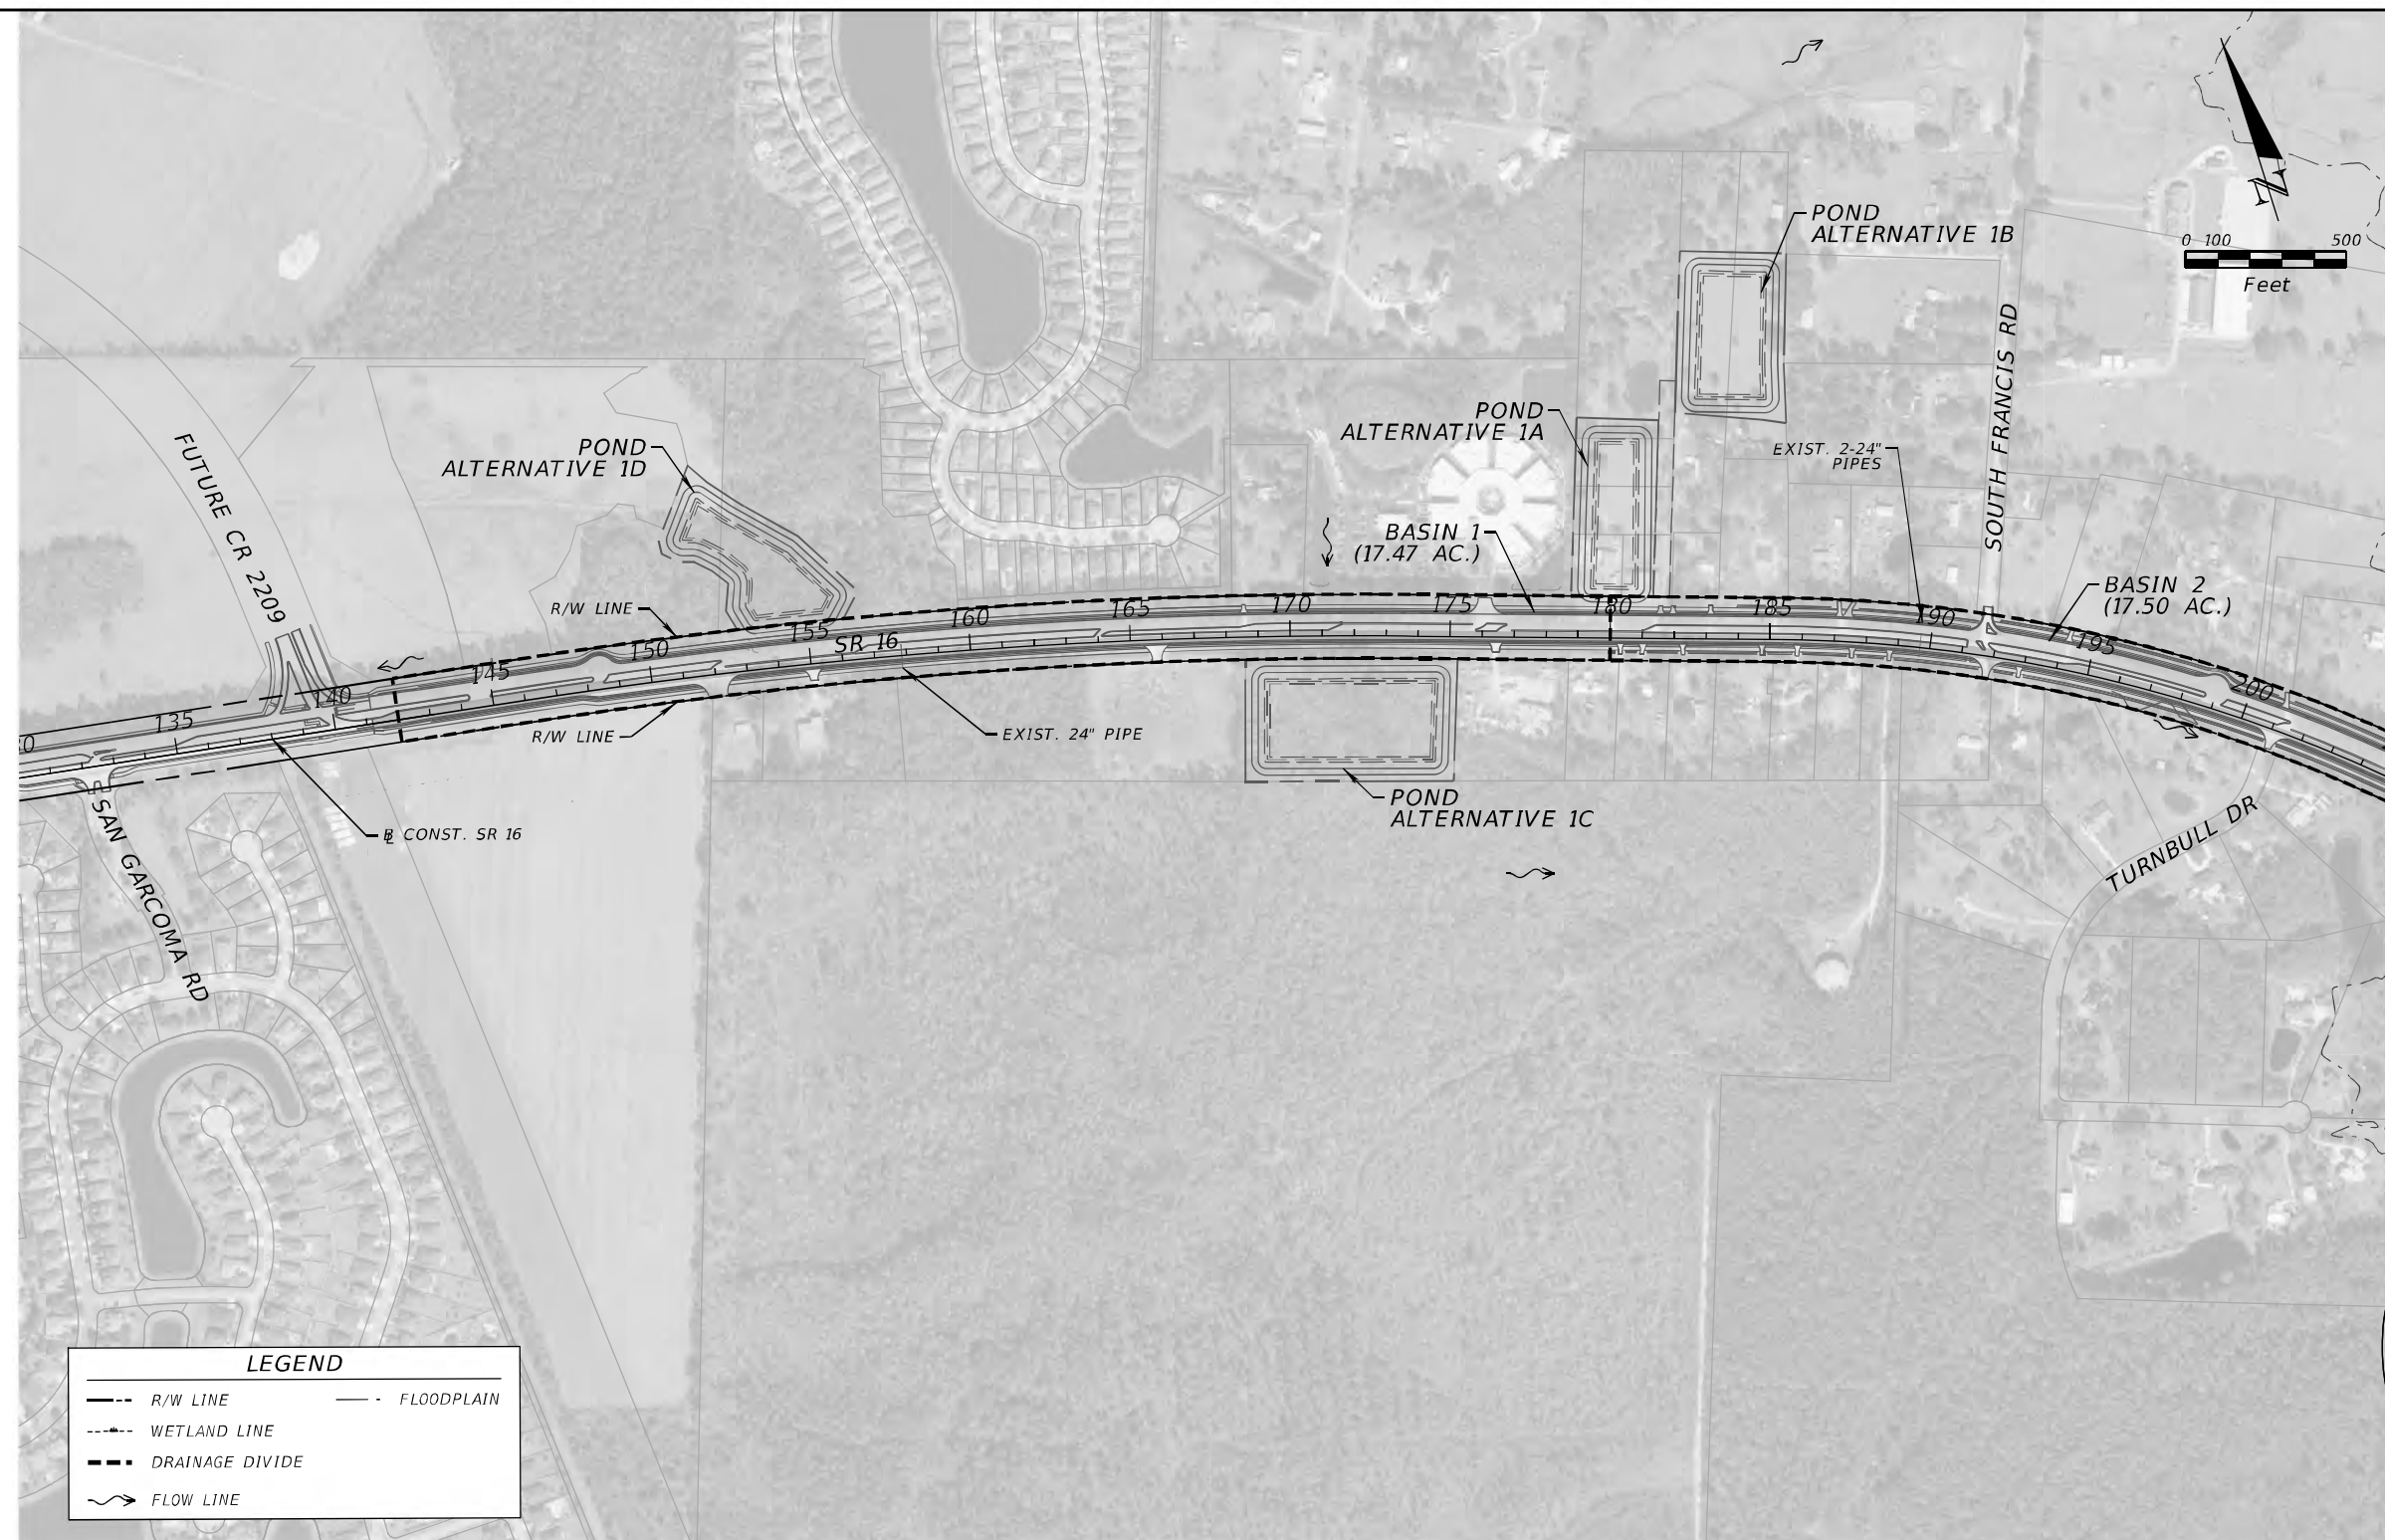 POND
ALTERNATIVE 1B
0 100 500
Feet
SOUTH FRANCIS RD
POND
ALTERNATIVE 1A
EXIST. 2-24"
PIPES
POND
ALTERNATIVE 1D
FUTURE CR 2209
BASIN 1
(17.47 AC.)
BASIN 2
(17.50 AC.)
R/W LINE
135
140
145
150
155
160
165
170
175
180
185
190
195
200
SR 16
R/W LINE
EXIST. 24" PIPE
POND
ALTERNATIVE 1C
SAN GARCOMA RD
℄ CONST. SR 16
TURNBULL DR
N
LEGEND
R/W LINE
FLOODPLAIN
WETLAND LINE
DRAINAGE DIVIDE
FLOW LINE